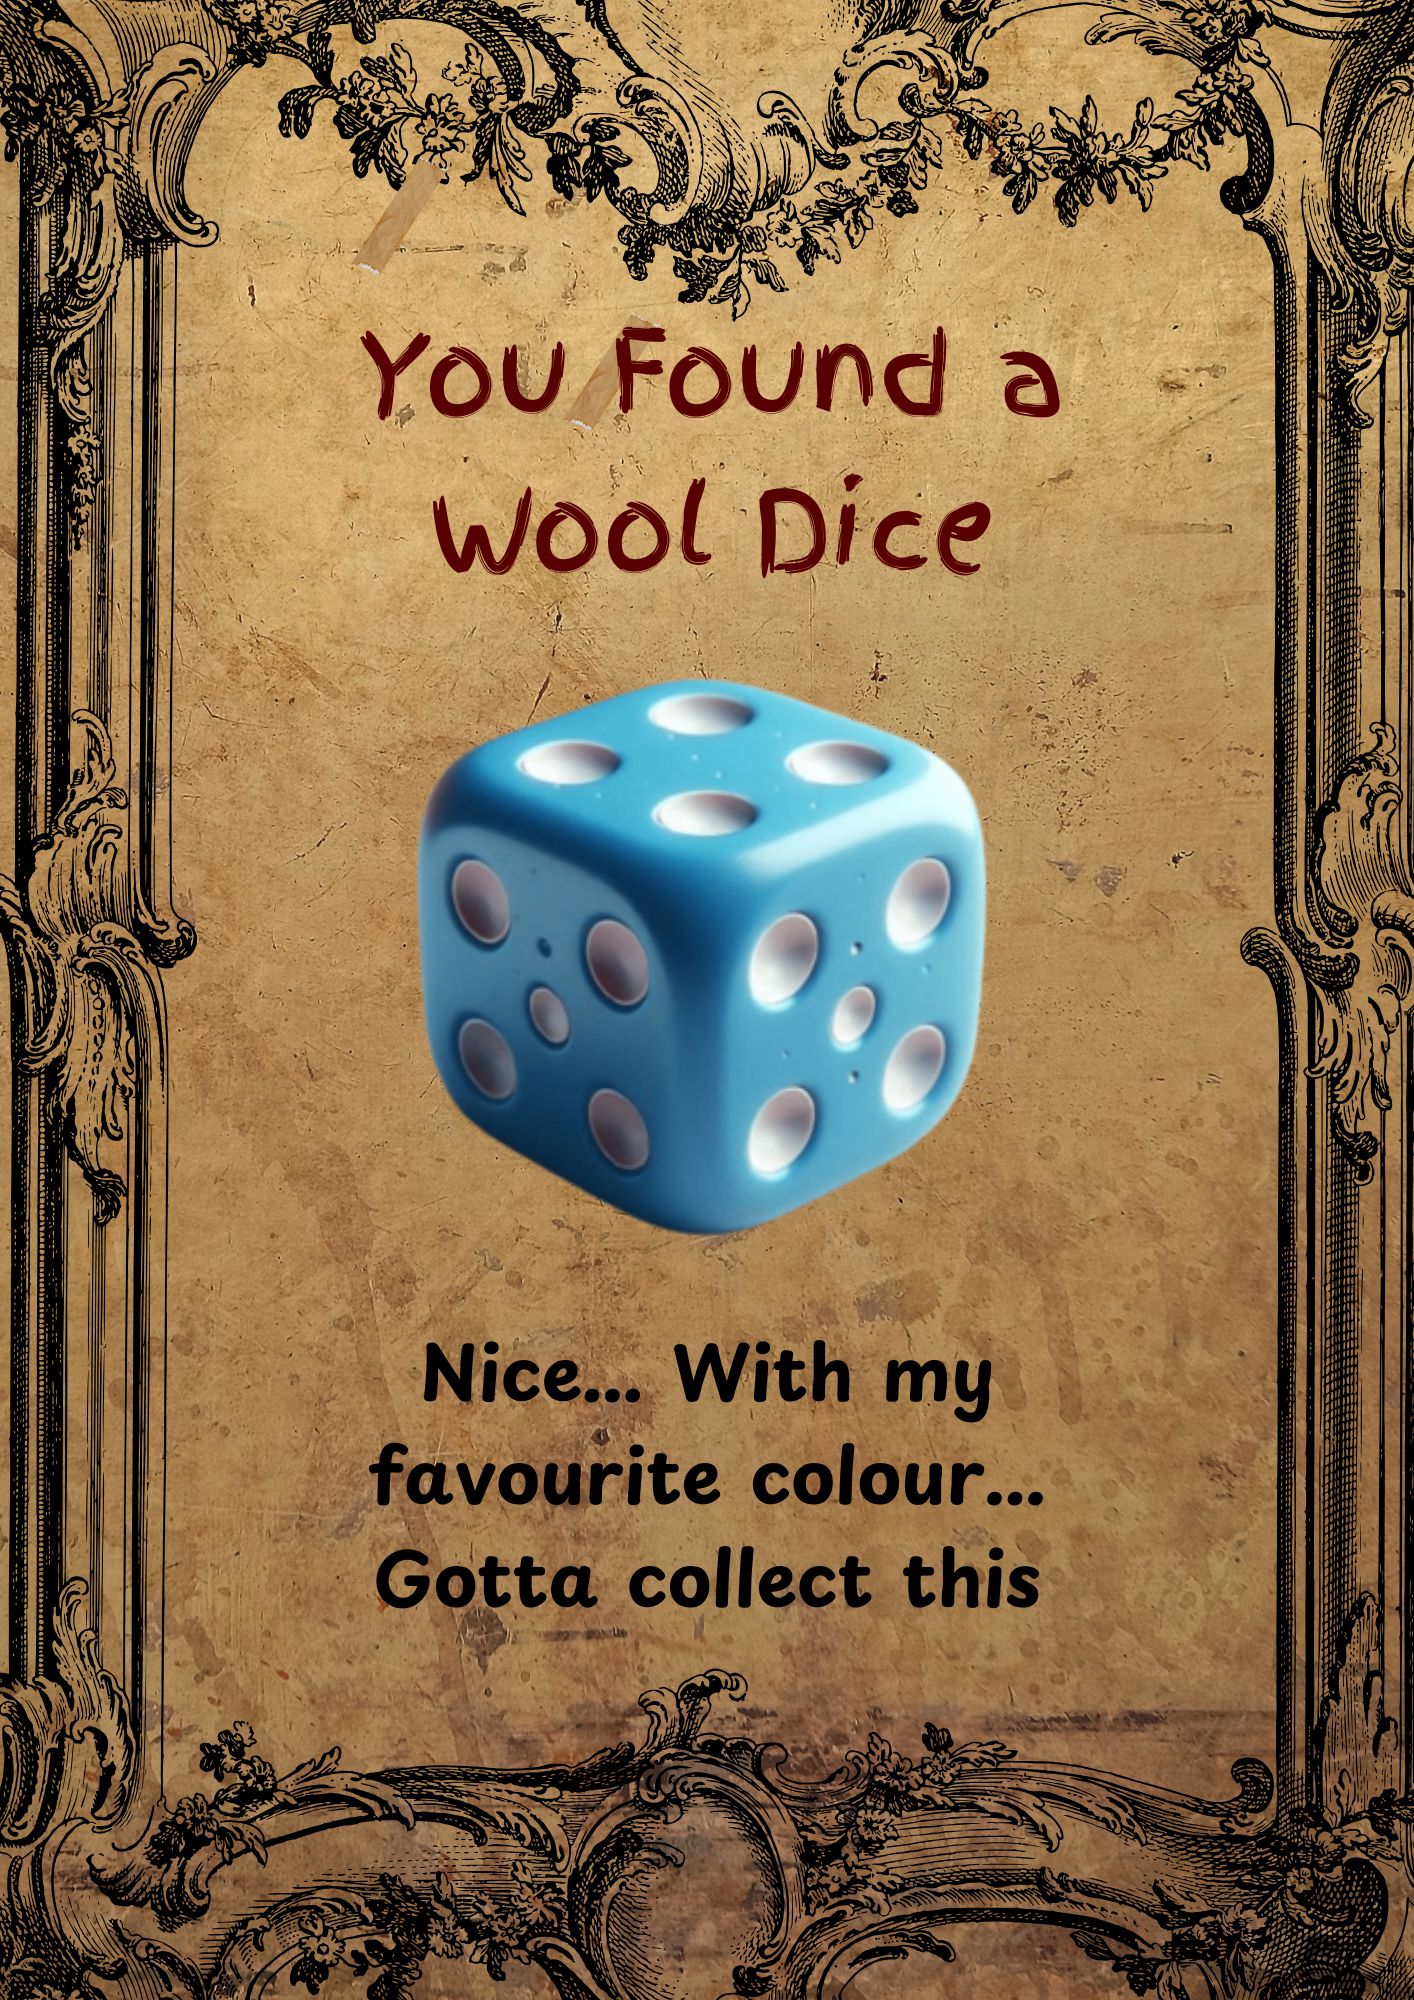 You Found a
Wool Dice
Nice... With my
favourite colour...
Gotta collect this